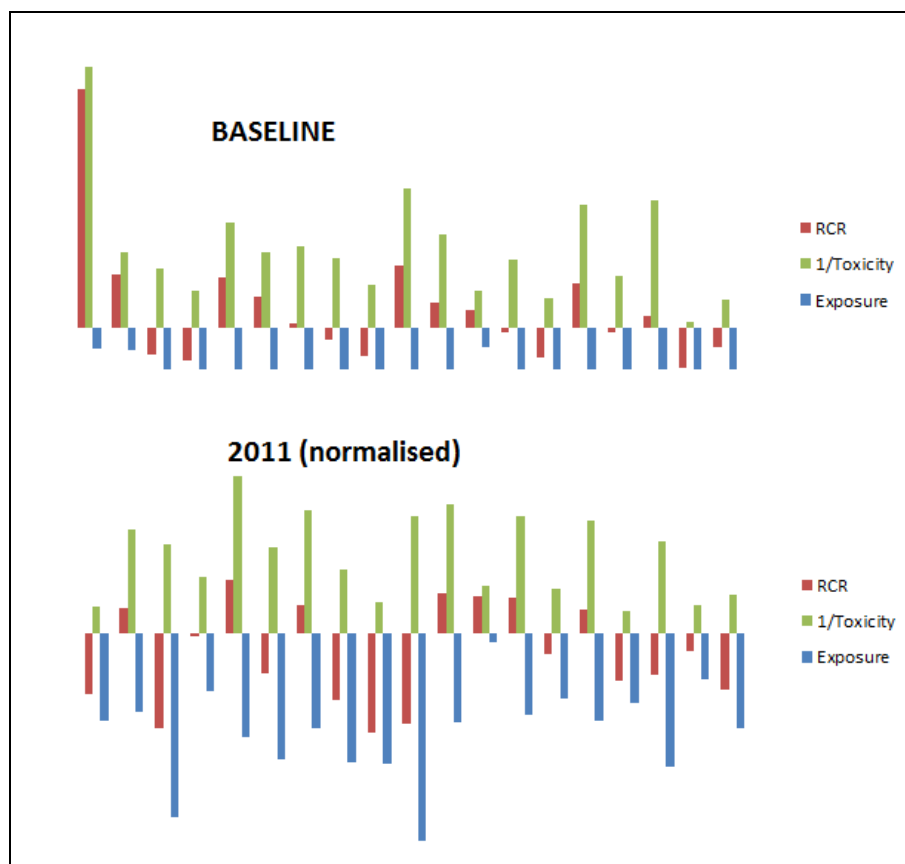 BASELINE
RCR
1/Toxicity
Exposure
2011 (normalised)
RCR
1/Toxicity
Exposure